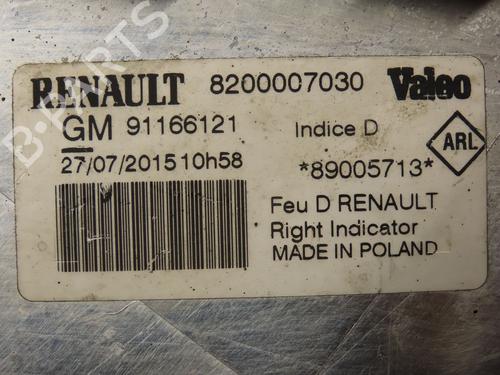 RENAULT 8200007030 Valeo
GM 91166121 Indice D
ARL
27/07/2015 10h58 *89005713*
Feu D RENAULT
Right Indicator
MADE IN POLAND
B-PARTS